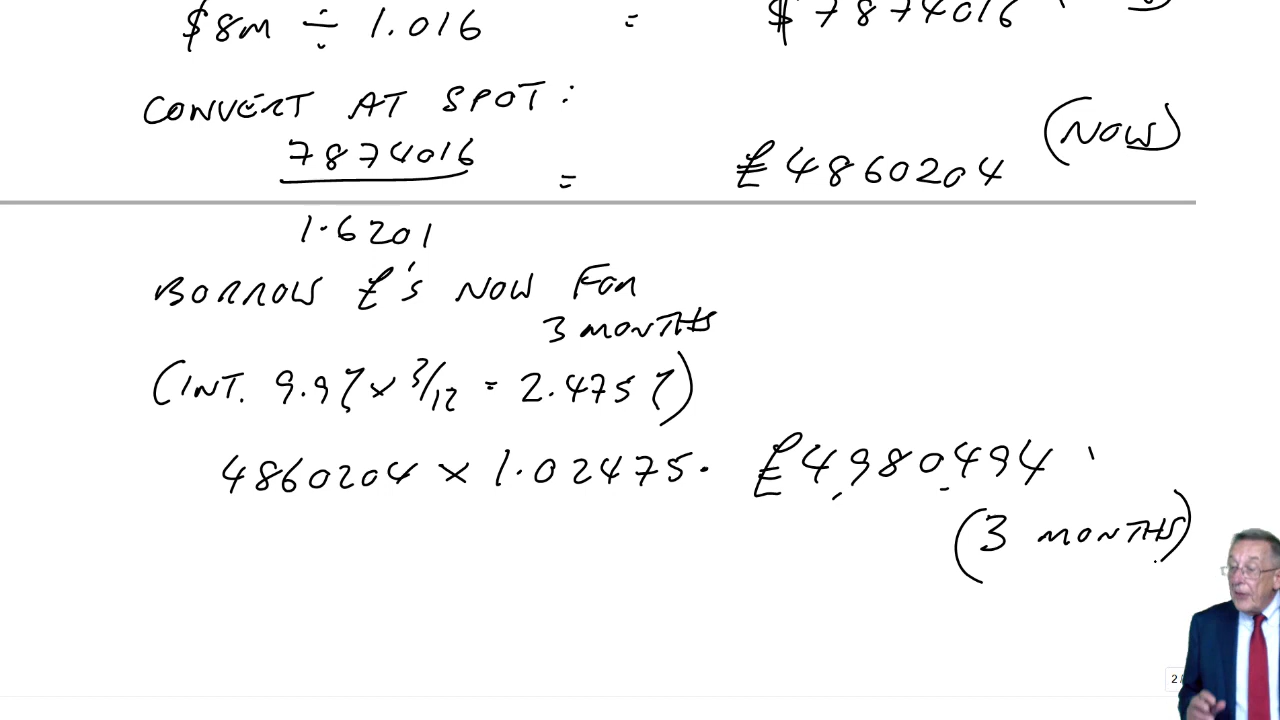 $8m ÷ 1.016 = $7874016
CONVERT AT SPOT:
7874016 = £4860204 (NOW)
1.6201
BORROW £'s NOW FOR
3 MONTHS
(INT. 9.9% x 3/12 = 2.475%)
4860204 x 1.02475. £4,980,494
(3 MONTHS)
2/